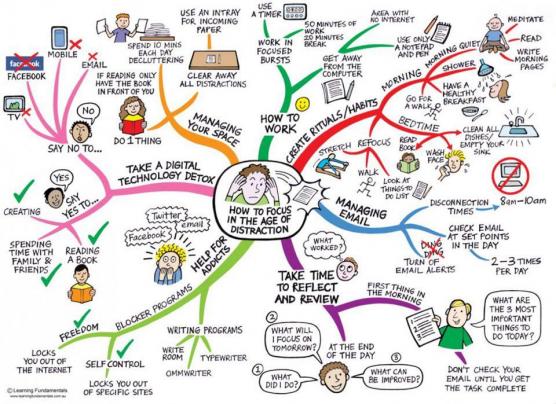 HOW TO FOCUS
IN THE AGE OF
DISTRACTION
HOW TO
WORK
WORK IN
FOCUSED
BURSTS
USE
A TIMER
50 MINUTES OF
WORK
10 MINUTES
BREAK
GET AWAY
FROM THE
COMPUTER
AREA WITH
NO INTERNET
USE ONLY
A NOTEPAD
AND PEN
CREATE RITUALS/HABITS
MORNING
MORNING QUIET
MEDITATE
READ
WRITE
MORNING
PAGES
SHOWER
HAVE A
HEALTHY
BREAKFAST
GO FOR
A WALK
BEDTIME
CLEAR ALL
DISHES/
EMPTY YOUR
SINK
WASH
FACE
READ
BOOK
LOOK AT
THINGS TO
DO LIST
REFOCUS
WALK
STRETCH
MANAGING
EMAIL
DISCONNECTION
TIMES
8am-10am
CHECK EMAIL
AT SET POINTS
IN THE DAY
2-3 TIMES
PER DAY
DING
DING
TURN OF
EMAIL ALERTS
TAKE TIME
TO REFLECT
AND REVIEW
WHAT
WORKED?
FIRST THING
IN THE MORNING
WHAT ARE
THE 3 MOST
IMPORTANT
THINGS TO
DO TODAY?
1
2
3
DON'T CHECK YOUR
EMAIL UNTIL YOU GET
THE TASK COMPLETE
AT THE END
OF THE DAY
1
WHAT
DID I DO?
2
WHAT WILL
I FOCUS ON
TOMORROW?
3
WHAT CAN
BE IMPROVED?
HELP FOR
ADDICTS
Twitter
email
Facebook
WRITING PROGRAMS
WRITE
ROOM
OMMWRITER
TYPEWRITER
BLOCKER PROGRAMS
SELF CONTROL
LOCKS YOU OUT
OF SPECIFIC SITES
FREEDOM
LOCKS YOU
OUT OF THE INTERNET
TAKE A DIGITAL
TECHNOLOGY DETOX
YES
SAY
YES TO...
CREATING
SPENDING
TIME WITH
FAMILY &
FRIENDS
READING
A BOOK
NO
SAY NO TO...
TV
facebook
FACEBOOK
MOBILE
EMAIL
MANAGING
YOUR SPACE
DO 1 THING
IF READING ONLY
HAVE THE BOOK
IN FRONT OF YOU
SPEND 10 MINS
EACH DAY
DECLUTTERING
CLEAR AWAY
ALL DISTRACTIONS
USE AN INTRAY
FOR INCOMING
PAPER
© Learning Fundamentals
www.learningfundamentals.com.au